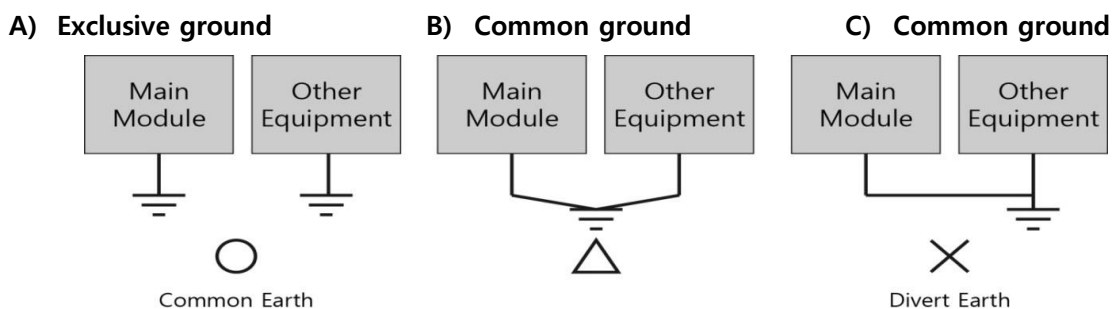 A) Exclusive ground
B) Common ground
C) Common ground
Main
Module
Other
Equipment
Main
Module
Other
Equipment
Main
Module
Other
Equipment
Common Earth
Divert Earth